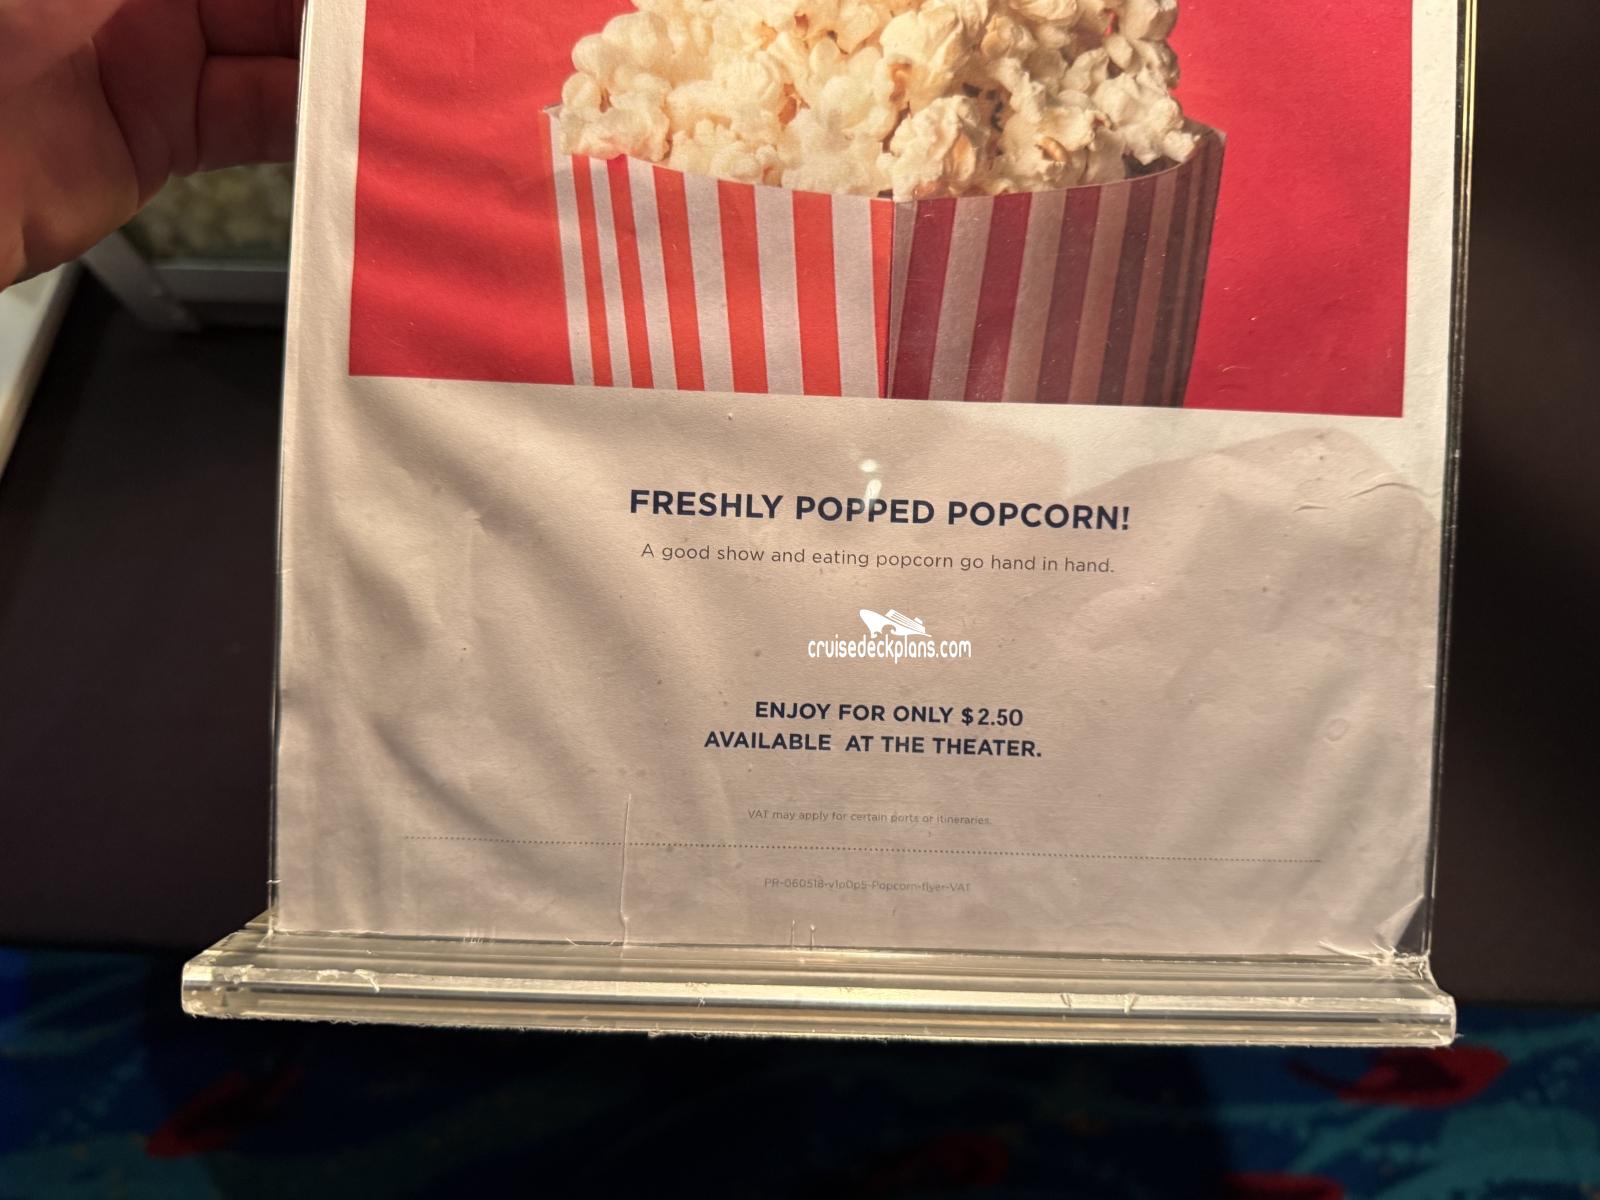 FRESHLY POPPED POPCORN!
A good show and eating popcorn go hand in hand.
cruisedeckplans.com
ENJOY FOR ONLY $2.50
AVAILABLE AT THE THEATER.
VAT may apply for certain ports or itineraries.
PR-060518-v1oOp5-Popcorn-flyer-VAT